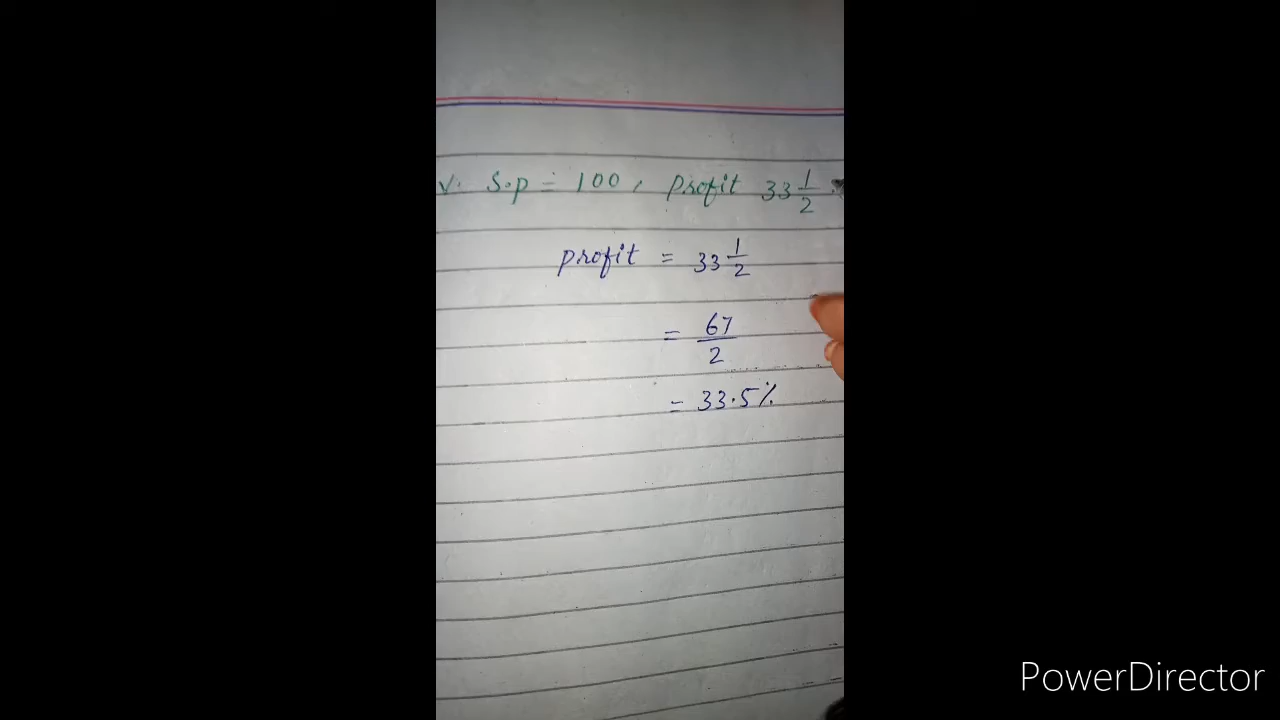 v. S.p = 100, profit 33 1/2 %
profit = 33 1/2
= 67/2
= 33.5%
PowerDirector